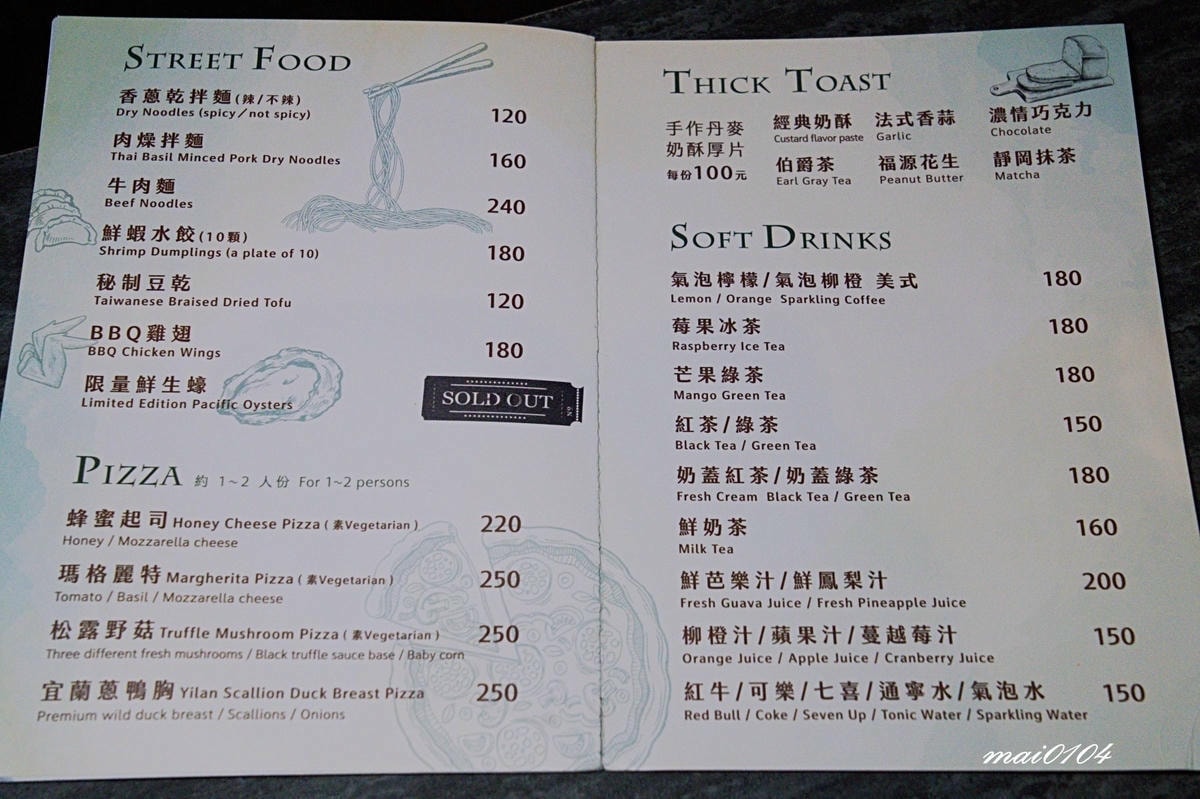 STREET FOOD
香蔥乾拌麵(辣/不辣)
Dry Noodles (spicy／not spicy)
120
肉燥拌麵
Thai Basil Minced Pork Dry Noodles
160
牛肉麵
Beef Noodles
240
鮮蝦水餃(10顆)
Shrimp Dumplings (a plate of 10)
180
秘制豆乾
Taiwanese Braised Dried Tofu
120
BBQ雞翅
BBQ Chicken Wings
180
限量鮮生蠔
Limited Edition Pacific Oysters
SOLD OUT
PIZZA 約 1~2 人份 For 1~2 persons
蜂蜜起司 Honey Cheese Pizza ( 素Vegetarian ) 220
Honey / Mozzarella cheese
瑪格麗特 Margherita Pizza ( 素Vegetarian ) 250
Tomato / Basil / Mozzarella cheese
松露野菇 Truffle Mushroom Pizza ( 素Vegetarian ) 250
Three different fresh mushrooms / Black truffle sauce base / Baby corn
宜蘭蔥鴨胸 Yilan Scallion Duck Breast Pizza 250
Premium wild duck breast / Scallions / Onions
THICK TOAST
手作丹麥
奶酥厚片
每份100元
經典奶酥 法式香蒜 濃情巧克力
Custard flavor paste Garlic Chocolate
伯爵茶 福源花生 靜岡抹茶
Earl Gray Tea Peanut Butter Matcha
SOFT DRINKS
氣泡檸檬/氣泡柳橙 美式 180
Lemon / Orange Sparkling Coffee
莓果冰茶 180
Raspberry Ice Tea
芒果綠茶 180
Mango Green Tea
紅茶/綠茶 150
Black Tea / Green Tea
奶蓋紅茶/奶蓋綠茶 180
Fresh Cream Black Tea / Green Tea
鮮奶茶 160
Milk Tea
鮮芭樂汁/鮮鳳梨汁 200
Fresh Guava Juice / Fresh Pineapple Juice
柳橙汁/蘋果汁/蔓越莓汁 150
Orange Juice / Apple Juice / Cranberry Juice
紅牛/可樂/七喜/通寧水/氣泡水 150
Red Bull / Coke / Seven Up / Tonic Water / Sparkling Water
mai0104